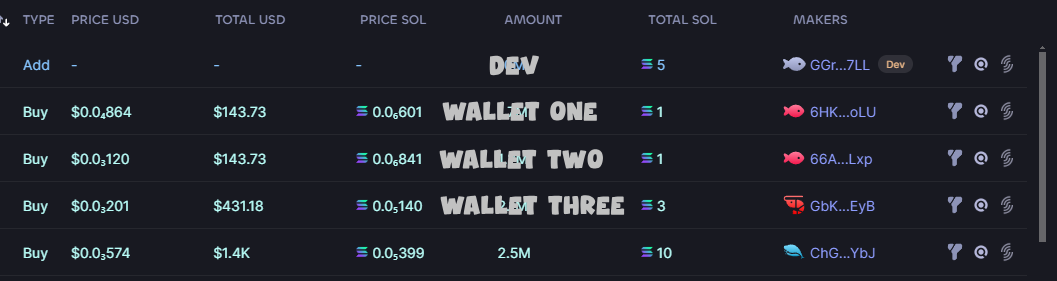 TYPE PRICE USD TOTAL USD PRICE SOL AMOUNT TOTAL SOL MAKERS
Add - - - DEV 5 GGr...7LL Dev
Buy $0.0₄864 $143.73 0.0₆601 WALLET ONE 1 6HK...oLU
Buy $0.0₃120 $143.73 0.0₆841 WALLET TWO 1 66A...Lxp
Buy $0.0₃201 $431.18 0.0₅140 WALLET THREE 3 GbK...EyB
Buy $0.0₃574 $1.4K 0.0₅399 2.5M 10 ChG...YbJ